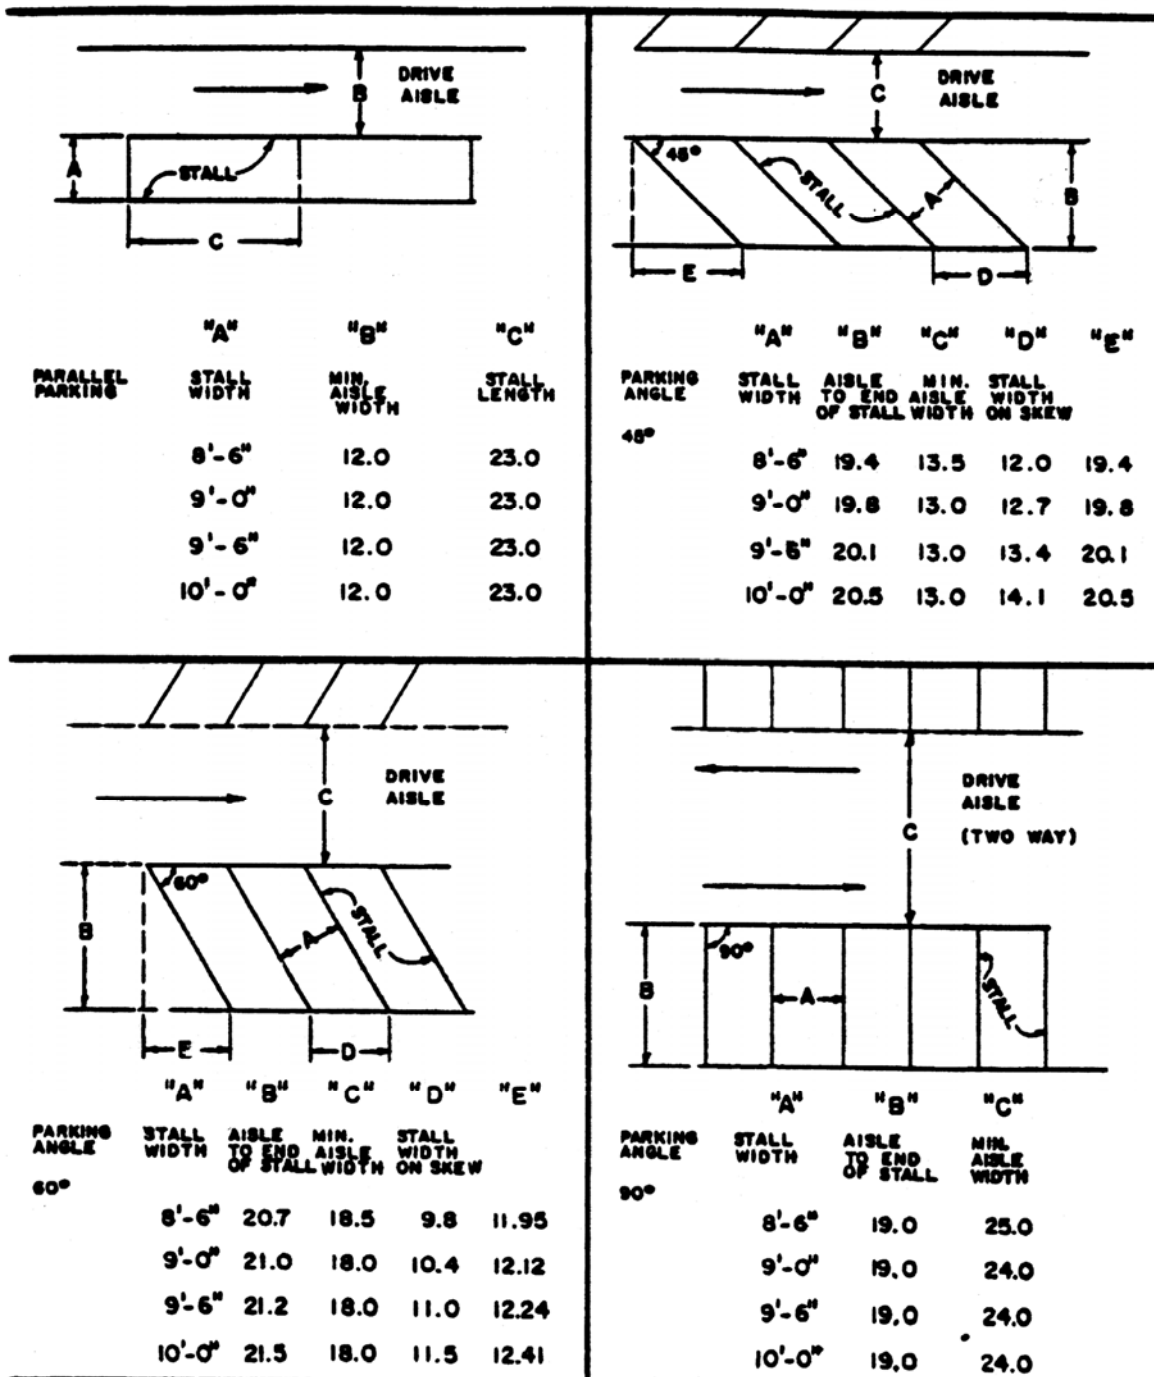 DRIVE
AISLE
B
A
STALL
C
"A" "B" "C"
PARALLEL PARKING STALL WIDTH MIN. AISLE WIDTH STALL LENGTH
8'-6" 12.0 23.0
9'-0" 12.0 23.0
9'-6" 12.0 23.0
10'-0" 12.0 23.0
DRIVE
AISLE
C
45°
STALL
A
B
E
D
"A" "B" "C" "D" "E"
PARKING ANGLE STALL WIDTH AISLE TO END OF STALL MIN. AISLE WIDTH STALL WIDTH ON SKEW
45°
8'-6" 19.4 13.5 12.0 19.4
9'-0" 19.8 13.0 12.7 19.8
9'-6" 20.1 13.0 13.4 20.1
10'-0" 20.5 13.0 14.1 20.5
DRIVE
AISLE
C
60°
STALL
A
B
E
D
"A" "B" "C" "D" "E"
PARKING ANGLE STALL WIDTH AISLE TO END OF STALL MIN. AISLE WIDTH STALL WIDTH ON SKEW
60°
8'-6" 20.7 18.5 9.8 11.95
9'-0" 21.0 18.0 10.4 12.12
9'-6" 21.2 18.0 11.0 12.24
10'-0" 21.5 18.0 11.5 12.41
DRIVE
AISLE
(TWO WAY)
C
90°
A
B
STALL
"A" "B" "C"
PARKING ANGLE STALL WIDTH AISLE TO END OF STALL MIN. AISLE WIDTH
90°
8'-6" 19.0 25.0
9'-0" 19.0 24.0
9'-6" 19.0 24.0
10'-0" 19.0 24.0